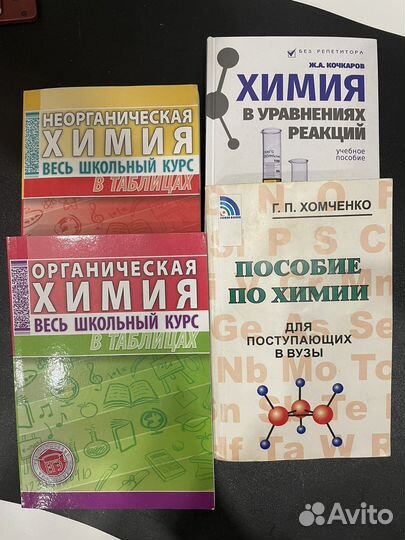 НЕОРГАНИЧЕСКАЯ
ХИМИЯ
ВЕСЬ ШКОЛЬНЫЙ КУРС
В ТАБЛИЦАХ
БЕЗ РЕПЕТИТОРА
Ж.А. КОЧКАРОВ
ХИМИЯ
В УРАВНЕНИЯХ
РЕАКЦИЙ
учебное
пособие
ОРГАНИЧЕСКАЯ
ХИМИЯ
ВЕСЬ ШКОЛЬНЫЙ КУРС
В ТАБЛИЦАХ
Г. П. ХОМЧЕНКО
ПОСОБИЕ
ПО ХИМИИ
ДЛЯ
ПОСТУПАЮЩИХ
В ВУЗЫ
Avito